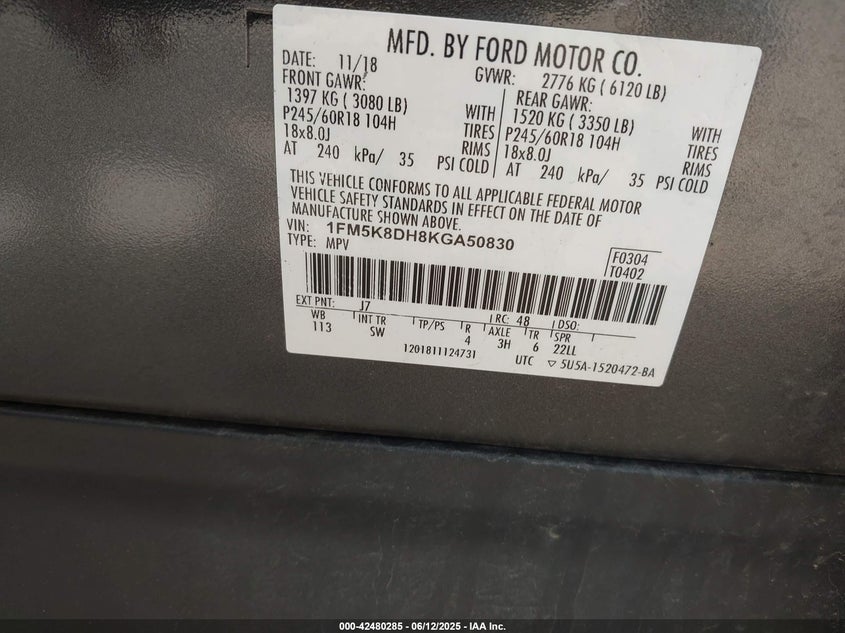 MFD. BY FORD MOTOR CO.
DATE: 11/18 GVWR: 2776 KG ( 6120 LB)
FRONT GAWR: REAR GAWR:
1397 KG ( 3080 LB) WITH 1520 KG ( 3350 LB) WITH
P245/60R18 104H TIRES P245/60R18 104H TIRES
18x8.0J RIMS 18x8.0J RIMS
AT 240 kPa/ 35 PSI COLD AT 240 kPa/ 35 PSI COLD
THIS VEHICLE CONFORMS TO ALL APPLICABLE FEDERAL MOTOR
VEHICLE SAFETY STANDARDS IN EFFECT ON THE DATE OF
MANUFACTURE SHOWN ABOVE.
VIN: 1FM5K8DH8KGA50830
TYPE: MPV
F0304
T0402
EXT PNT: J7 RC: 48 DSO:
WB INT TR TP/PS R AXLE TR SPR
113 SW 4 3H 6 22LL
1201811124731 UTC ▽ 5U5A-1520472-BA
000-42480285 - 06/12/2025 - IAA Inc.